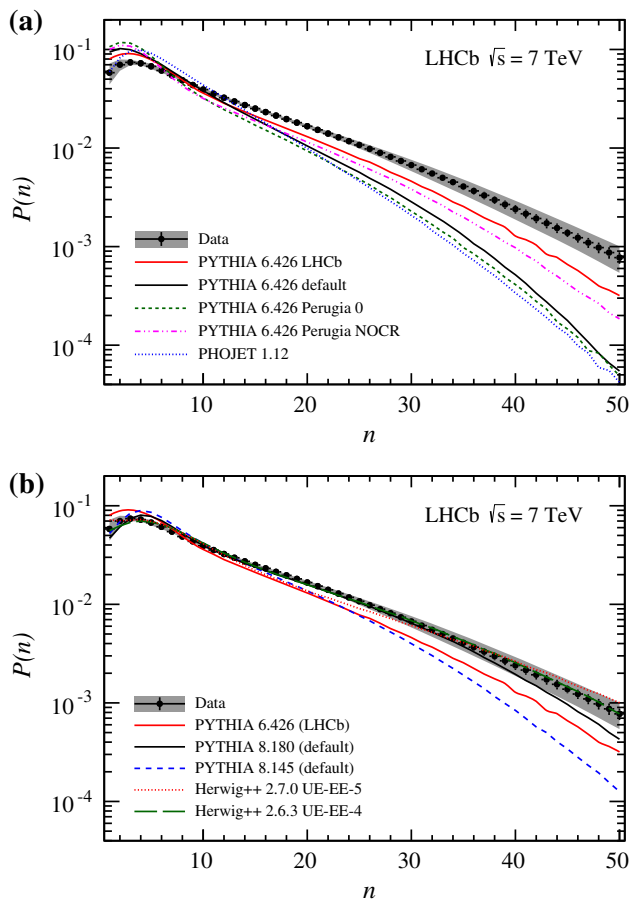 (a)
LHCb √s = 7 TeV
P(n)
10⁻¹
10⁻²
10⁻³
10⁻⁴
Data
PYTHIA 6.426 LHCb
PYTHIA 6.426 default
PYTHIA 6.426 Perugia 0
PYTHIA 6.426 Perugia NOCR
PHOJET 1.12
10 20 30 40 50
n
(b)
LHCb √s = 7 TeV
P(n)
10⁻¹
10⁻²
10⁻³
10⁻⁴
Data
PYTHIA 6.426 (LHCb)
PYTHIA 8.180 (default)
PYTHIA 8.145 (default)
Herwig++ 2.7.0 UE-EE-5
Herwig++ 2.6.3 UE-EE-4
10 20 30 40 50
n